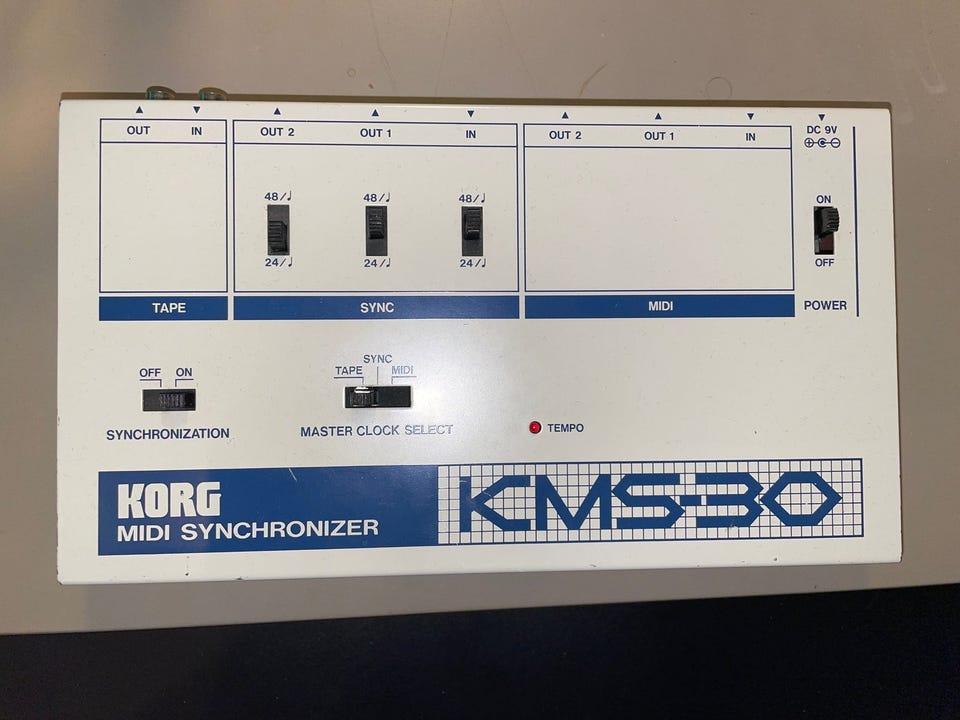 ▲ ▼ ▲ ▲ ▼ ▲ ▲ ▼ ▼
OUT IN OUT 2 OUT 1 IN OUT 2 OUT 1 IN DC 9V
⊕-⊖-⊖
48/♩ 48/♩ 48/♩ ON
24/♩ 24/♩ 24/♩ OFF
TAPE SYNC MIDI POWER
OFF ON
SYNCHRONIZATION
SYNC
TAPE MIDI
MASTER CLOCK SELECT
TEMPO
KORG
MIDI SYNCHRONIZER
KMS-30